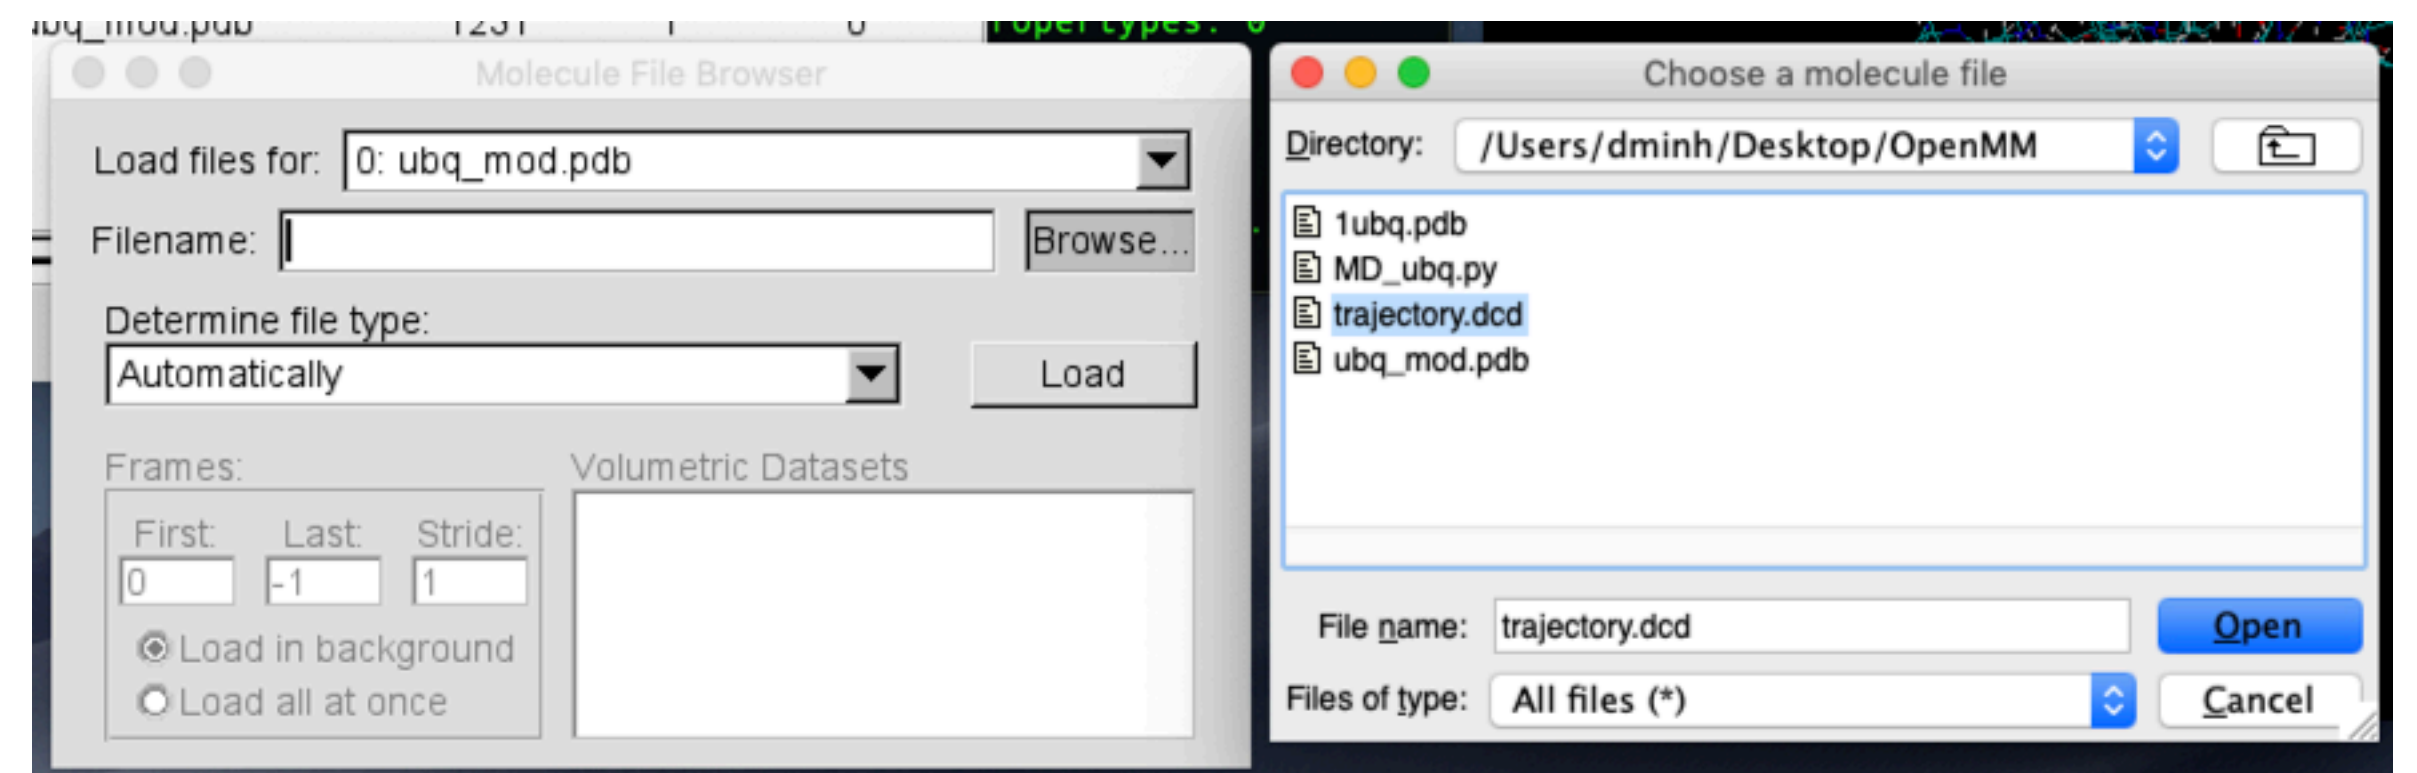 1231 1 0
Molecule File Browser
Load files for: 0: ubq_mod.pdb
Filename: Browse...
Determine file type:
Automatically Load
Frames: Volumetric Datasets
First: Last: Stride:
0 -1 1
Load in background
Load all at once
Choose a molecule file
Directory: /Users/dminh/Desktop/OpenMM
1ubq.pdb
MD_ubq.py
trajectory.dcd
ubq_mod.pdb
File name: trajectory.dcd Open
Files of type: All files (*) Cancel